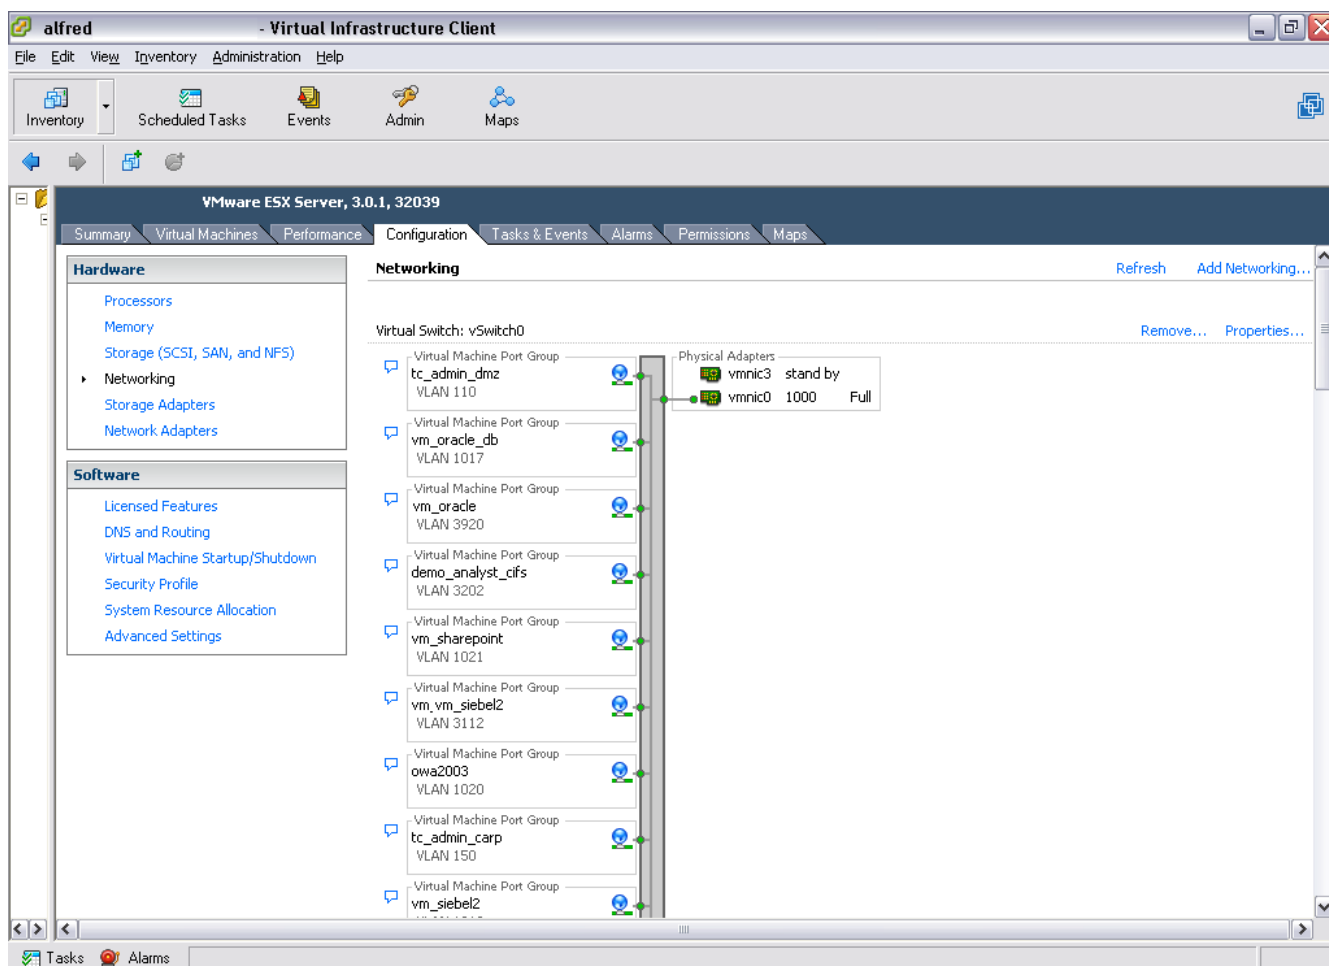 alfred - Virtual Infrastructure Client
File Edit View Inventory Administration Help
Inventory Scheduled Tasks Events Admin Maps
VMware ESX Server, 3.0.1, 32039
Summary Virtual Machines Performance Configuration Tasks & Events Alarms Permissions Maps
Hardware
Processors
Memory
Storage (SCSI, SAN, and NFS)
Networking
Storage Adapters
Network Adapters
Software
Licensed Features
DNS and Routing
Virtual Machine Startup/Shutdown
Security Profile
System Resource Allocation
Advanced Settings
Networking
Refresh Add Networking...
Virtual Switch: vSwitch0
Remove... Properties...
Virtual Machine Port Group
tc_admin_dmz
VLAN 110
Virtual Machine Port Group
vm_oracle_db
VLAN 1017
Virtual Machine Port Group
vm_oracle
VLAN 3920
Virtual Machine Port Group
demo_analyst_cifs
VLAN 3202
Virtual Machine Port Group
vm_sharepoint
VLAN 1021
Virtual Machine Port Group
vm_vm_siebel2
VLAN 3112
Virtual Machine Port Group
owa2003
VLAN 1020
Virtual Machine Port Group
tc_admin_carp
VLAN 150
Virtual Machine Port Group
vm_siebel2
Physical Adapters
vmnic3 stand by
vmnic0 1000 Full
Tasks Alarms